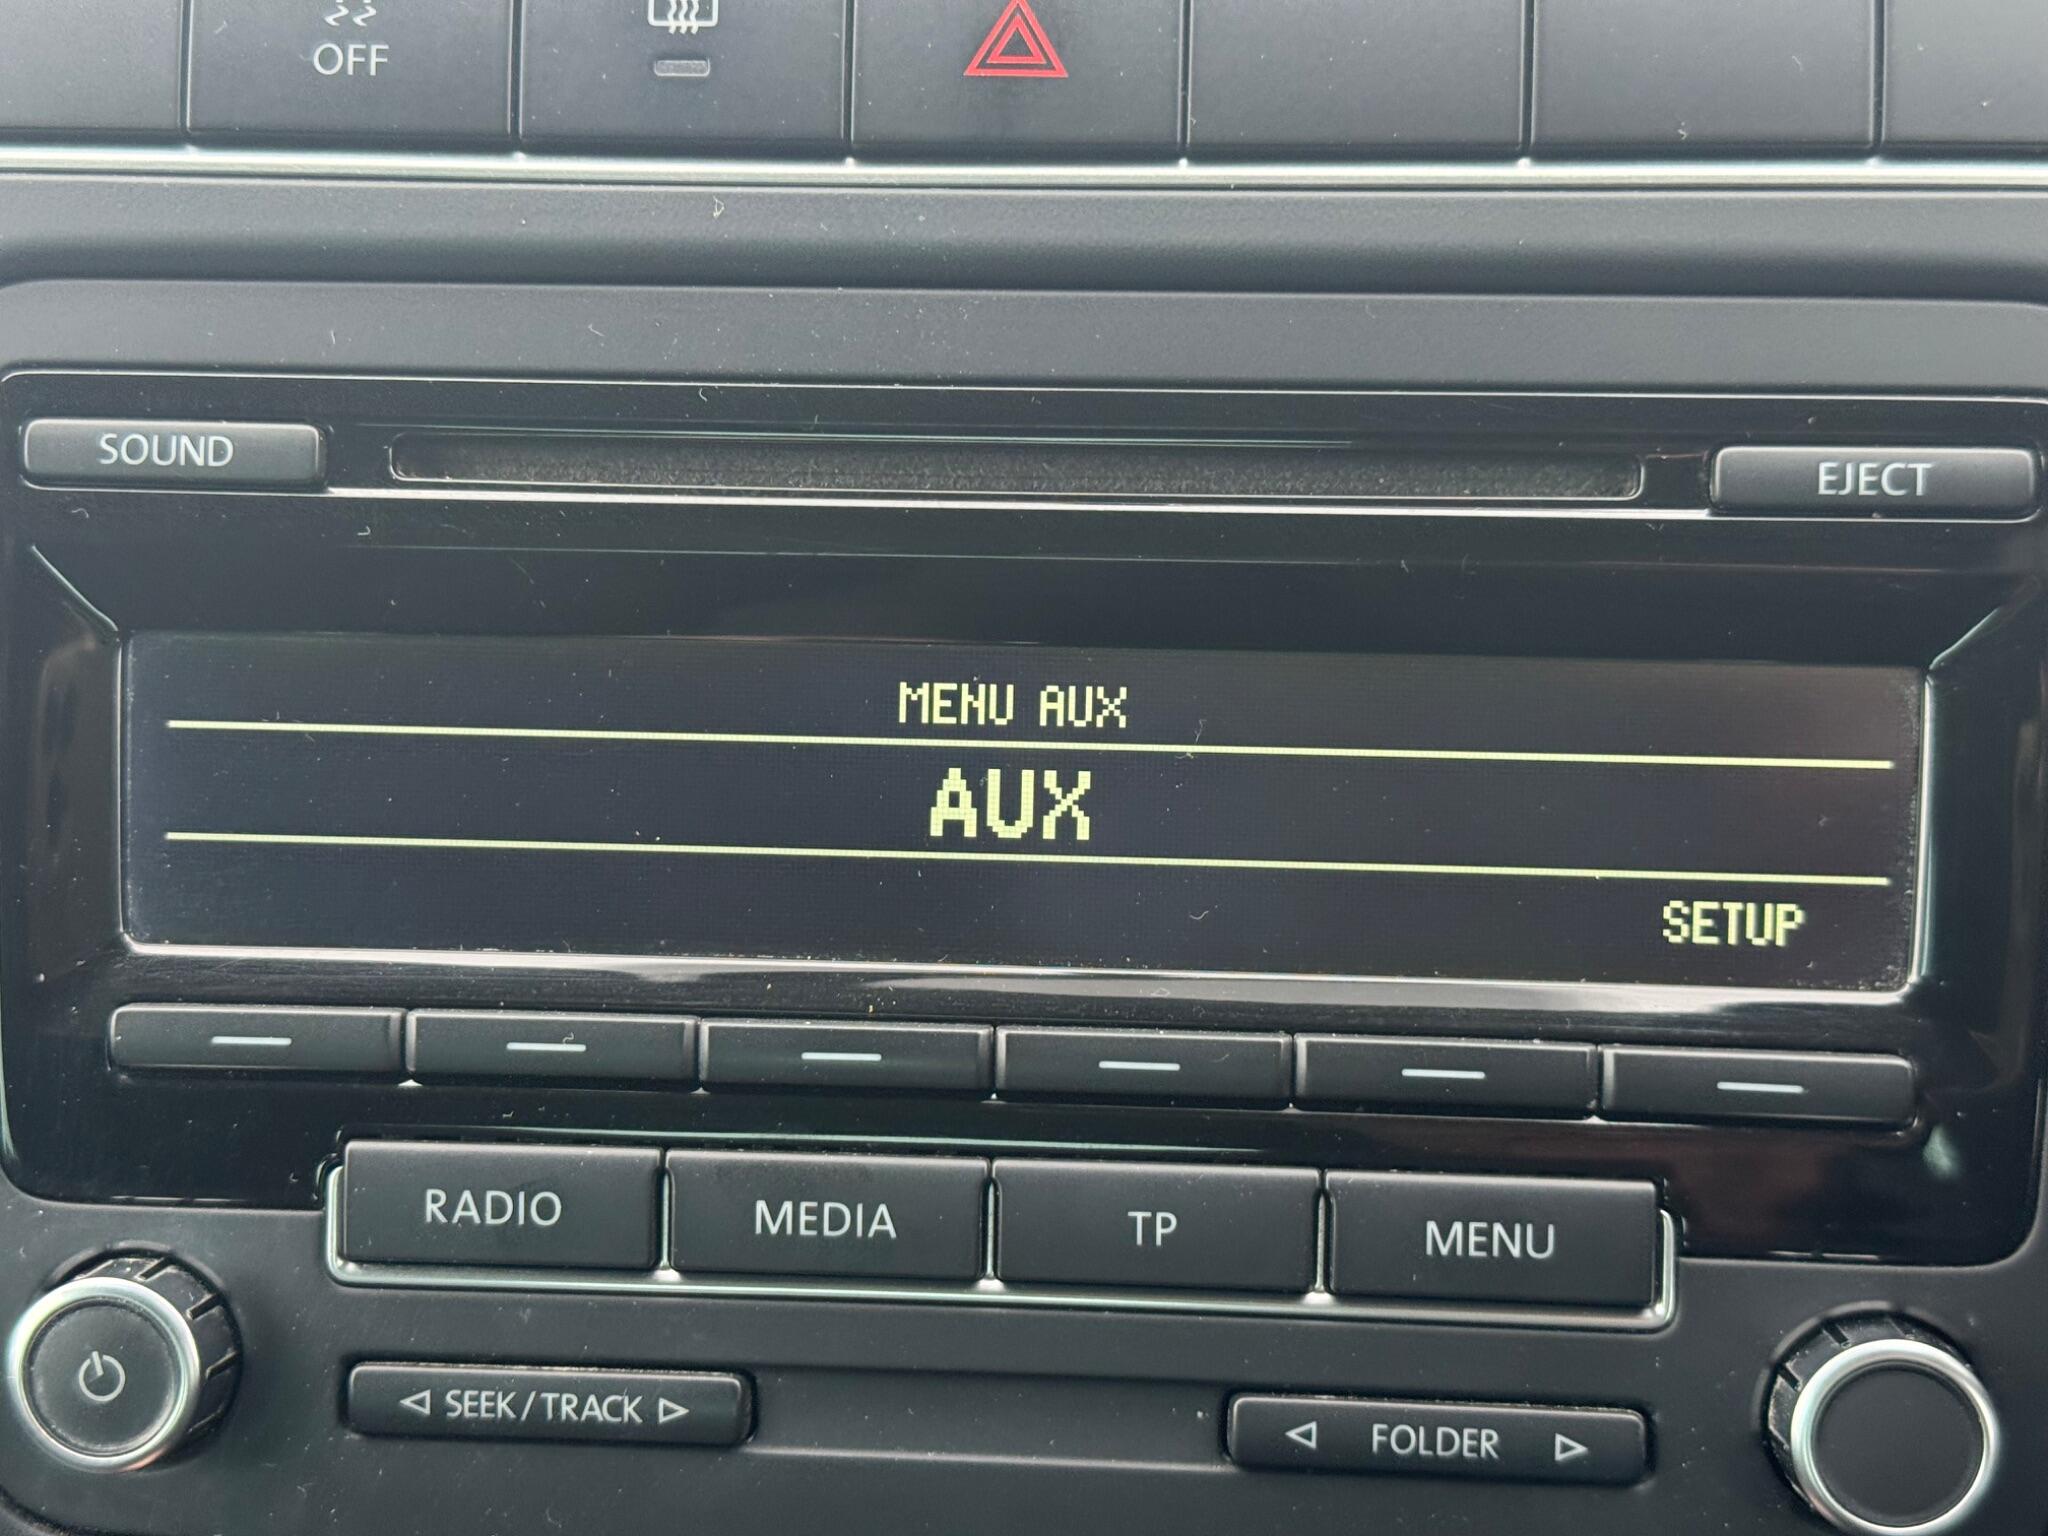 OFF
SOUND
EJECT
MENU AUX
AUX
SETUP
RADIO
MEDIA
TP
MENU
SEEK/TRACK
FOLDER